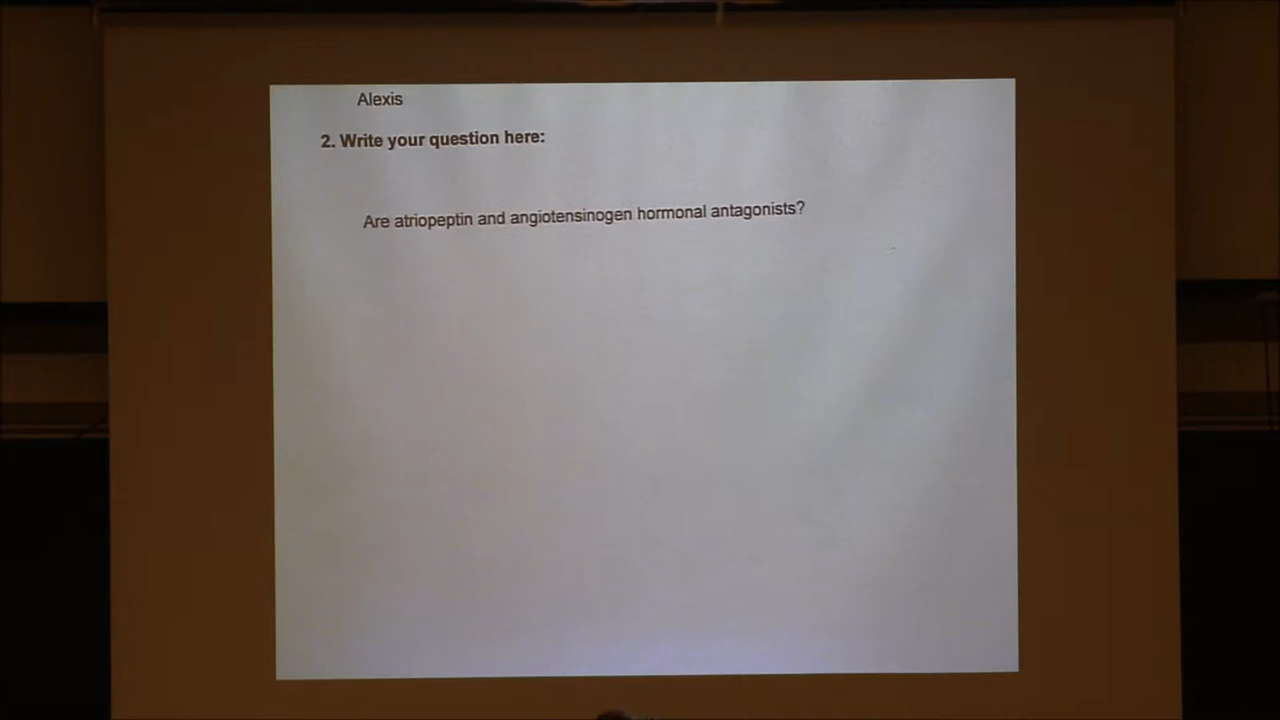 Alexis
2. Write your question here:
Are atriopeptin and angiotensinogen hormonal antagonists?